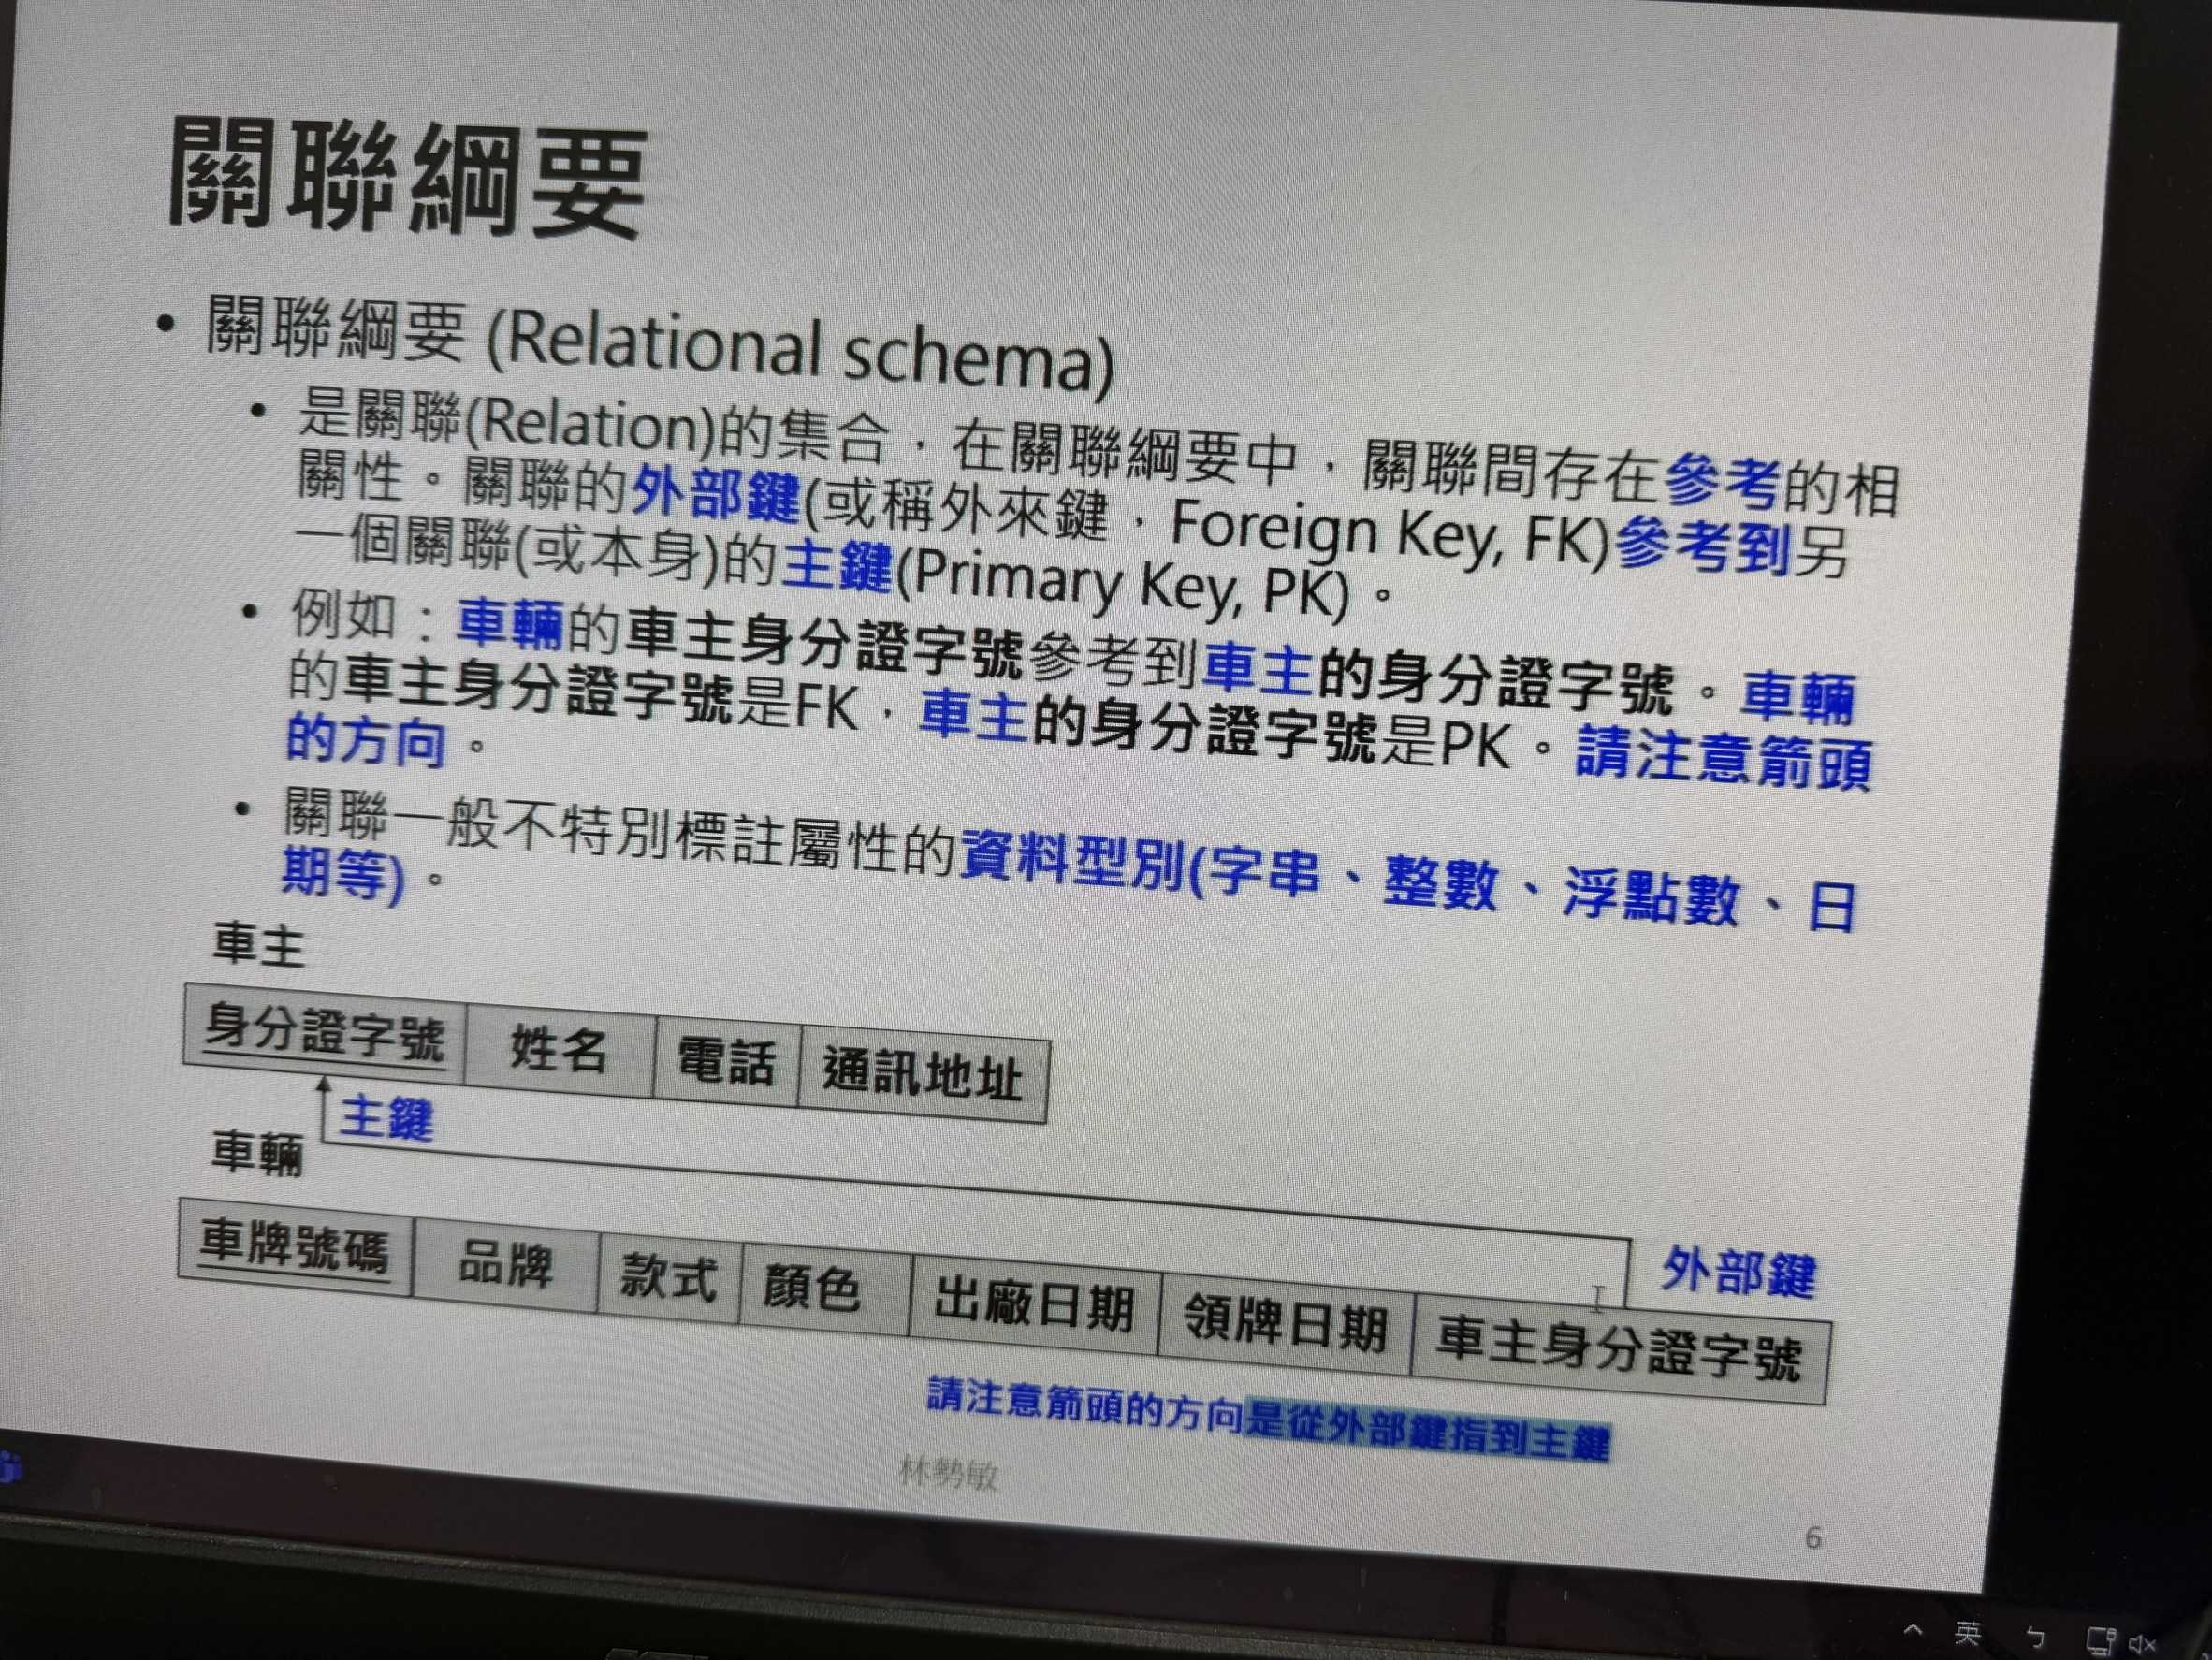 關聯綱要
• 關聯綱要 (Relational schema)
• 是關聯(Relation)的集合，在關聯綱要中，關聯間存在參考的相
關性。關聯的外部鍵(或稱外來鍵，Foreign Key, FK)參考到另
一個關聯(或本身)的主鍵(Primary Key, PK)。
• 例如：車輛的車主身分證字號參考到車主的身分證字號。車輛
的車主身分證字號是FK，車主的身分證字號是PK。請注意箭頭
的方向。
• 關聯一般不特別標註屬性的資料型別(字串、整數、浮點數、日
期等)。
車主
身分證字號 姓名 電話 通訊地址
主鍵
車輛
外部鍵
車牌號碼 品牌 款式 顏色 出廠日期 領牌日期 車主身分證字號
請注意箭頭的方向是從外部鍵指到主鍵
林勢敏
6
英 ㄅ